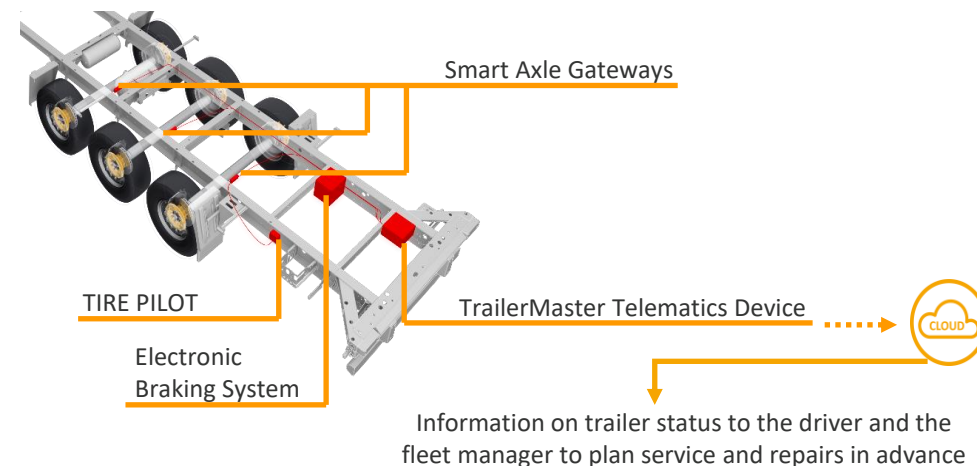 Smart Axle Gateways
TIRE PILOT
TrailerMaster Telematics Device
CLOUD
Electronic
Braking System
Information on trailer status to the driver and the
fleet manager to plan service and repairs in advance